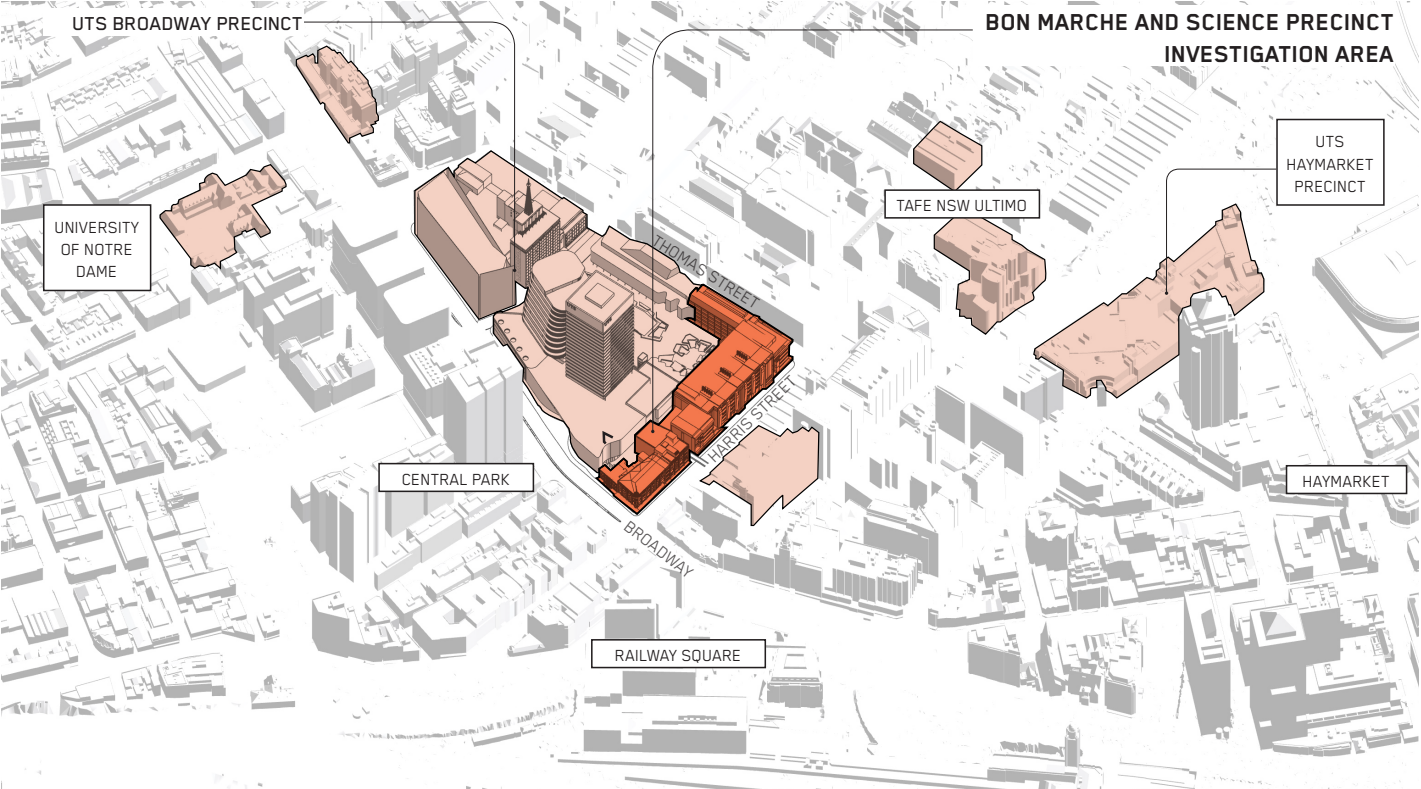 UTS BROADWAY PRECINCT
BON MARCHE AND SCIENCE PRECINCT
INVESTIGATION AREA
UTS
HAYMARKET
PRECINCT
TAFE NSW ULTIMO
UNIVERSITY
OF NOTRE
DAME
THOMAS STREET
HARRIS STREET
CENTRAL PARK
HAYMARKET
BROADWAY
RAILWAY SQUARE